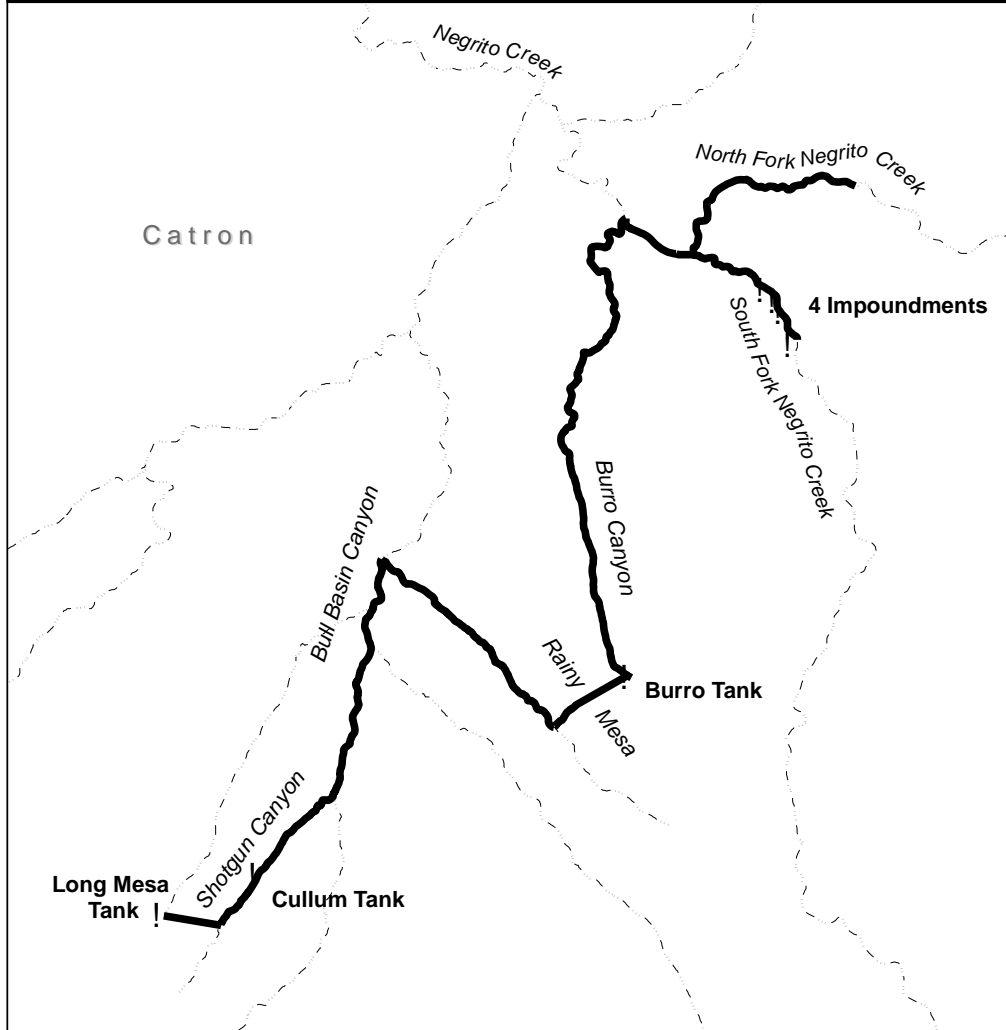 Negrito Creek
North Fork Negrito Creek
Catron
4 Impoundments
South Fork Negrito Creek
Burro Canyon
Bull Basin Canyon
Rainy
Mesa
Burro Tank
Shotgun Canyon
Long Mesa
Tank
Cullum Tank